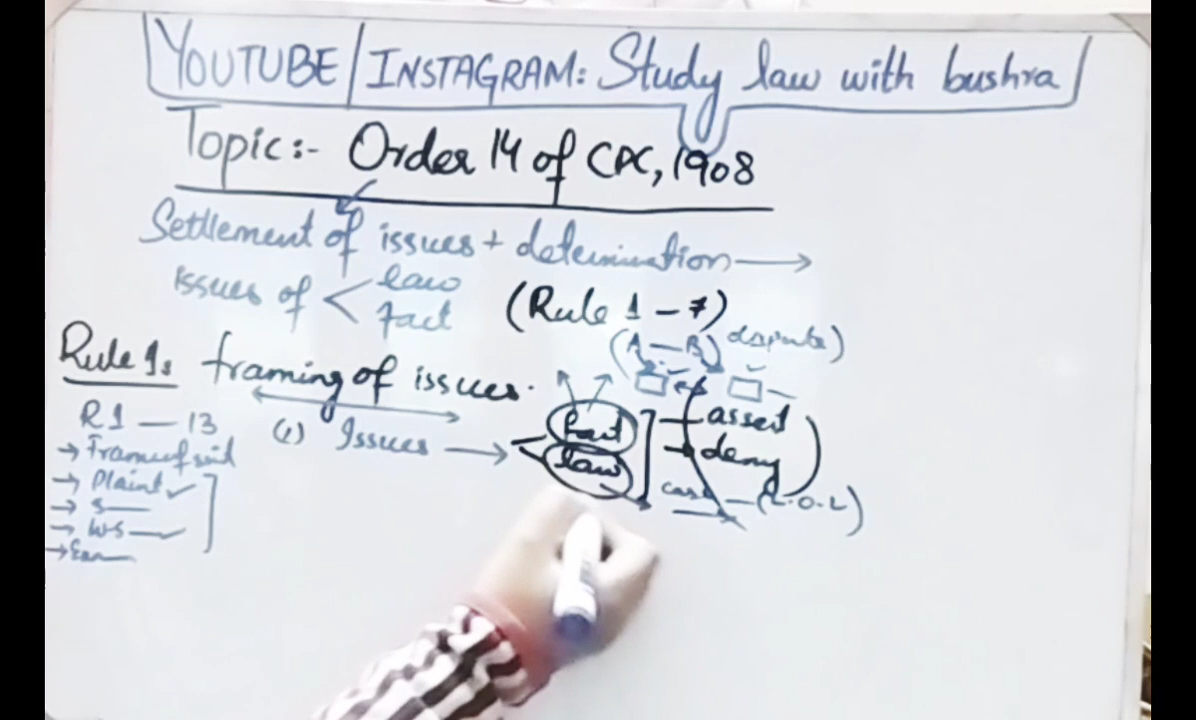 YOUTUBE/INSTAGRAM: Study law with bushra
Topic:- Order 14 of CPC, 1908
Settlement of issues + determination
issues of < law
fact
(Rule 1 - 7)
(A — B) dispute)
Rule 1: framing of issues.
R1 — 13
(1) Issues
fact
law
assert
deny
case (L.O.L)
→ Frame of suit
→ Plaint
→ S
→ WS